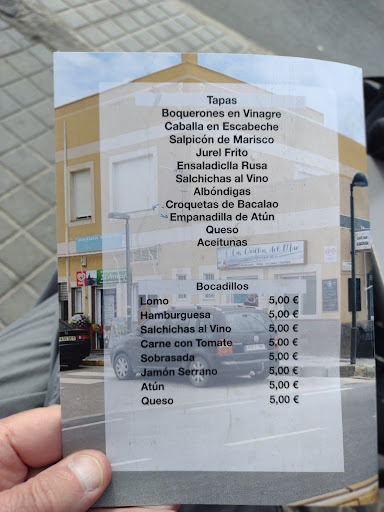 Tapas
Boquerones en Vinagre
Caballa en Escabeche
Salpicón de Marisco
Jurel Frito
Ensaladiclla Rusa
Salchichas al Vino
Albóndigas
Croquetas de Bacalao
Empanadilla de Atún
Queso
Aceitunas
Bocadillos
Lomo 5,00 €
Hamburguesa 5,00 €
Salchichas al Vino 5,00 €
Carne con Tomate 5,00 €
Sobrasada 5,00 €
Jamón Serrano 5,00 €
Atún 5,00 €
Queso 5,00 €